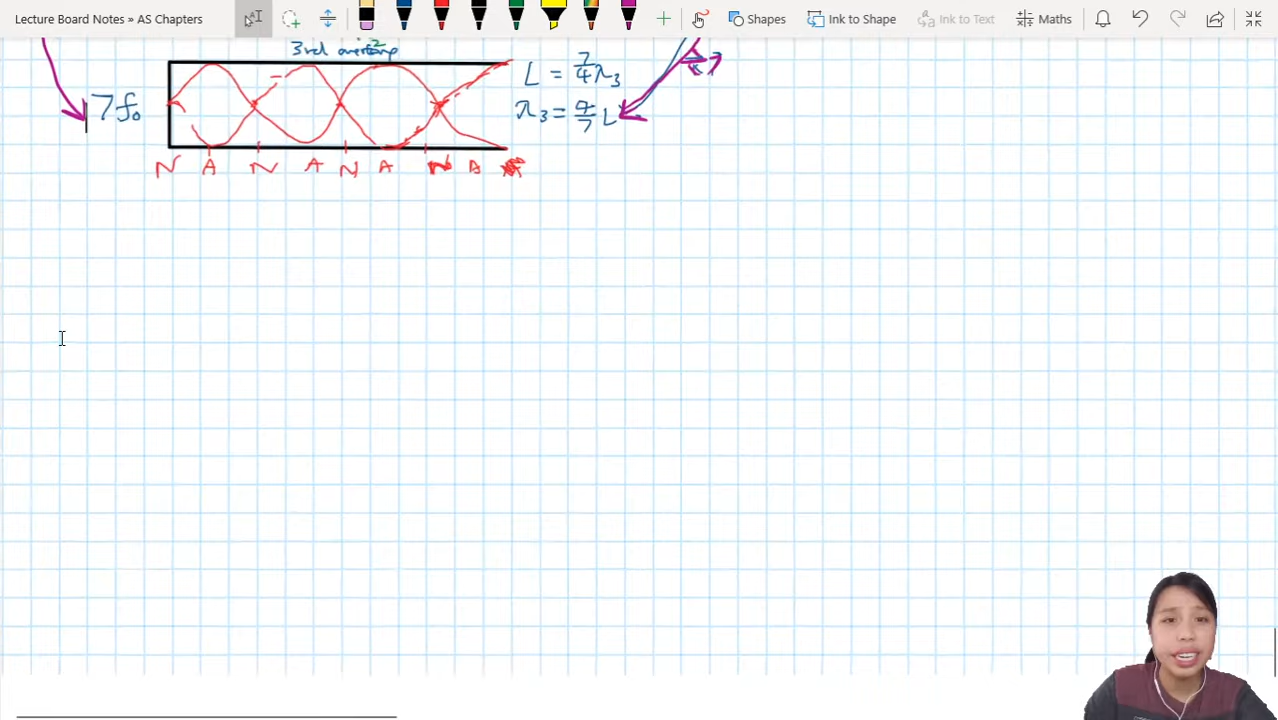 Lecture Board Notes » AS Chapters
Shapes
Ink to Shape
Ink to Text
Maths
3rd overtone
7f₀
L = 7/4 λ₃
λ₃ = 4/7 L
N A N A N A N A